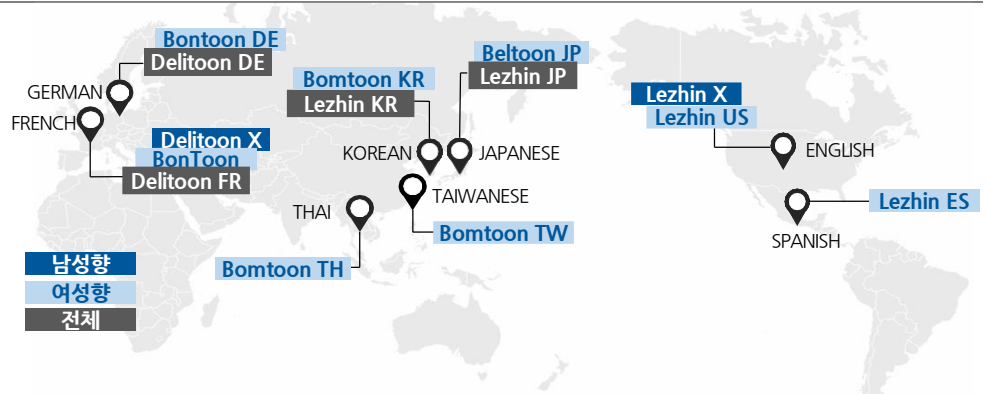 Bontoon DE
Delitoon DE
GERMAN
FRENCH
Delitoon X
BonToon
Delitoon FR
Bomtoon KR
Lezhin KR
KOREAN
Beltoon JP
Lezhin JP
JAPANESE
THAI
Bomtoon TH
TAIWANESE
Bomtoon TW
Lezhin X
Lezhin US
ENGLISH
Lezhin ES
SPANISH
남성향
여성향
전체